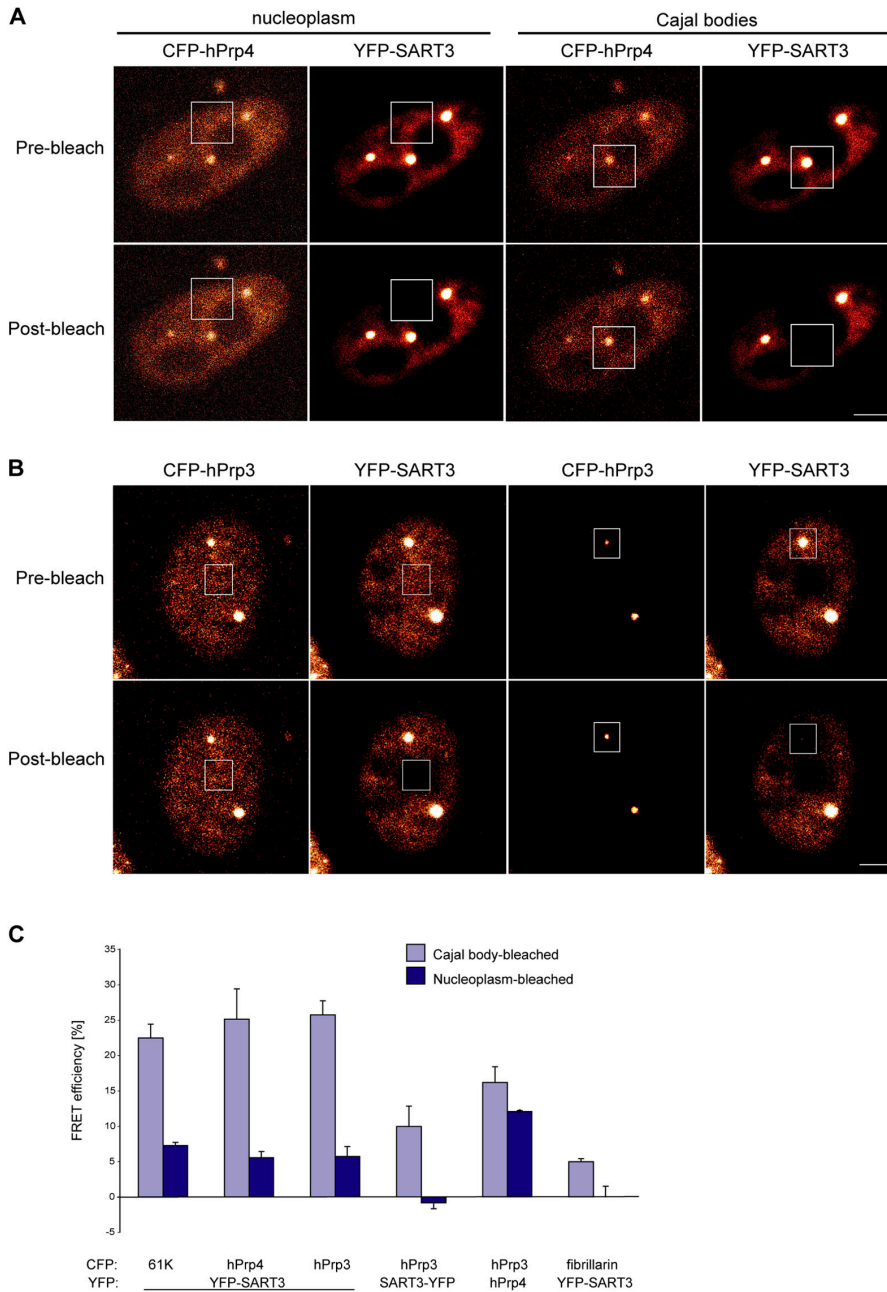 A
nucleoplasm Cajal bodies
CFP-hPrp4 YFP-SART3 CFP-hPrp4 YFP-SART3
Pre-bleach
Post-bleach
B
CFP-hPrp3 YFP-SART3 CFP-hPrp3 YFP-SART3
Pre-bleach
Post-bleach
C
Cajal body-bleached
Nucleoplasm-bleached
FRET efficiency [%]
35
30
25
20
15
10
5
0
-5
CFP: 61K hPrp4 hPrp3 hPrp3 hPrp3 fibrillarin
YFP: YFP-SART3 SART3-YFP hPrp4 YFP-SART3